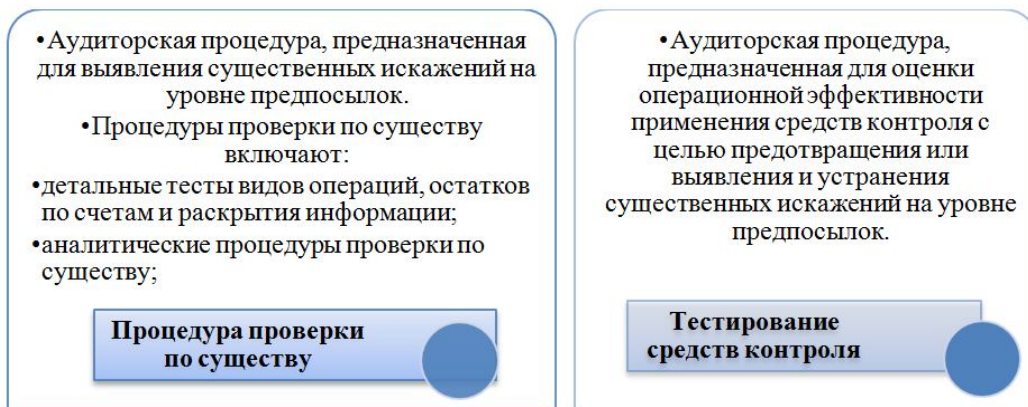 •Аудиторская процедура, предназначенная
для выявления существенных искажений на
уровне предпосылок.
•Процедуры проверки по существу
включают:
•детальные тесты видов операций, остатков
по счетам и раскрытия информации;
•аналитические процедуры проверки по
существу;
Процедура проверки
по существу
•Аудиторская процедура,
предназначенная для оценки
операционной эффективности
применения средств контроля с
целью предотвращения или
выявления и устранения
существенных искажений на уровне
предпосылок.
Тестирование
средств контроля